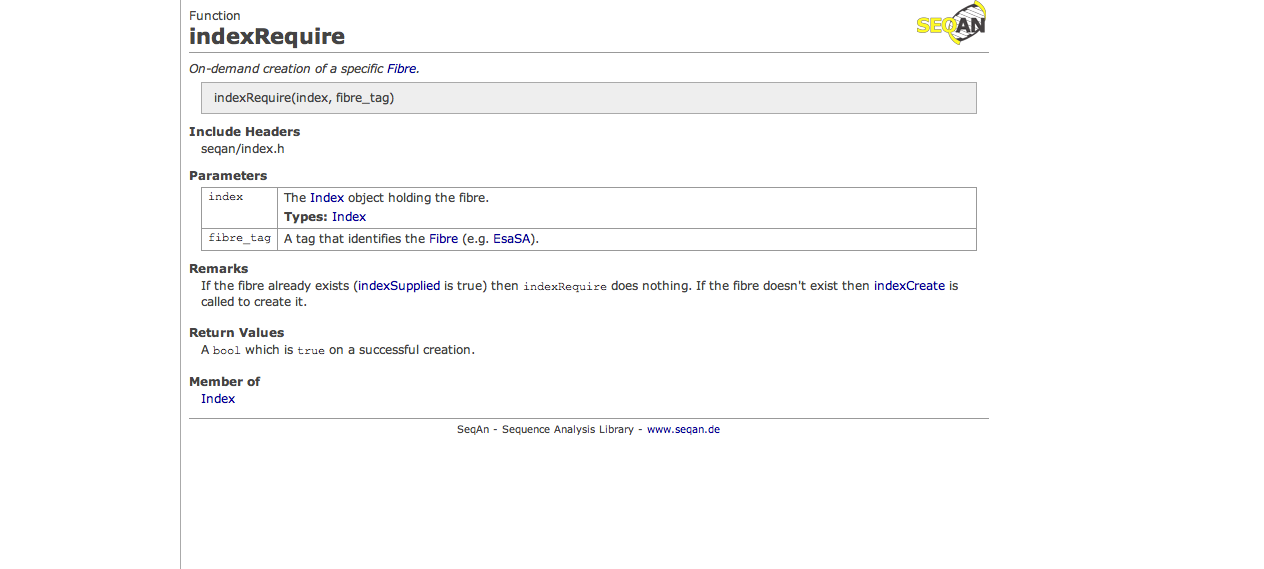 Function
SEQAN
indexRequire
On-demand creation of a specific Fibre.
indexRequire(index, fibre_tag)
Include Headers
seqan/index.h
Parameters
index The Index object holding the fibre.
Types: Index
fibre_tag A tag that identifies the Fibre (e.g. EsaSA).
Remarks
If the fibre already exists (indexSupplied is true) then indexRequire does nothing. If the fibre doesn't exist then indexCreate is
called to create it.
Return Values
A bool which is true on a successful creation.
Member of
Index
SeqAn - Sequence Analysis Library - www.seqan.de